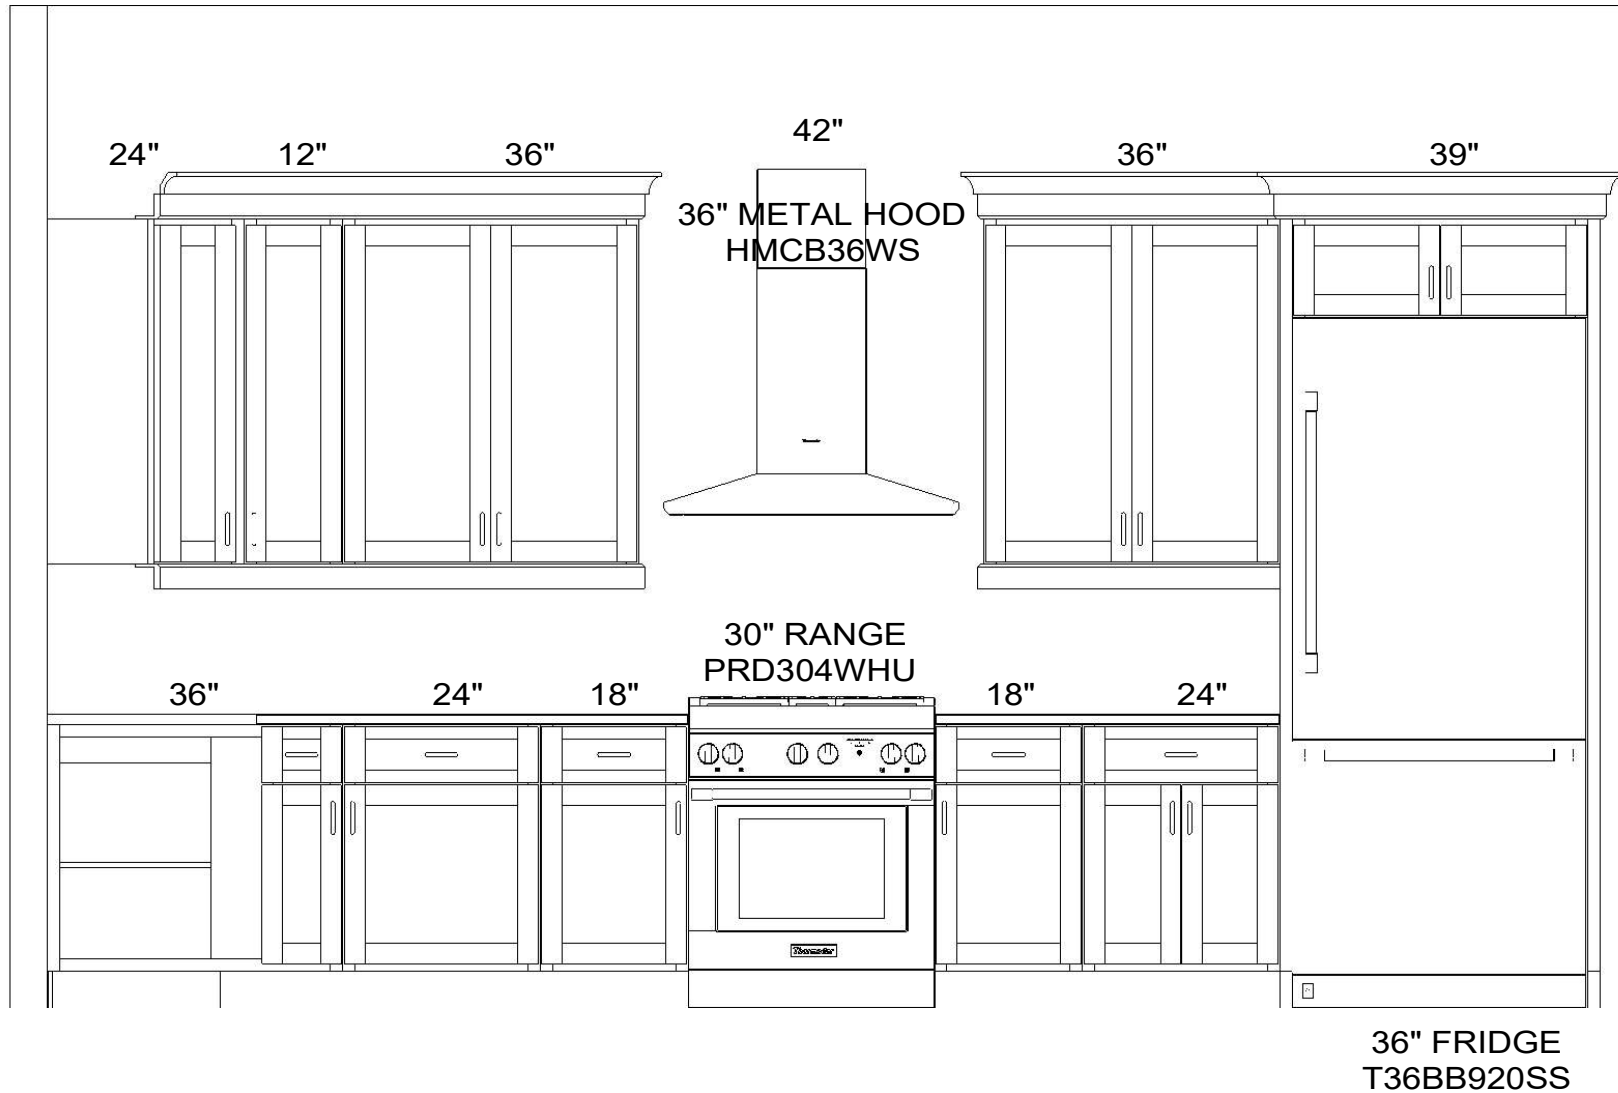 42"
24" 12" 36" 36" 39"
36" METAL HOOD
HMCB36WS
30" RANGE
PRD304WHU
36" 24" 18" 18" 24"
Thermador
36" FRIDGE
T36BB920SS